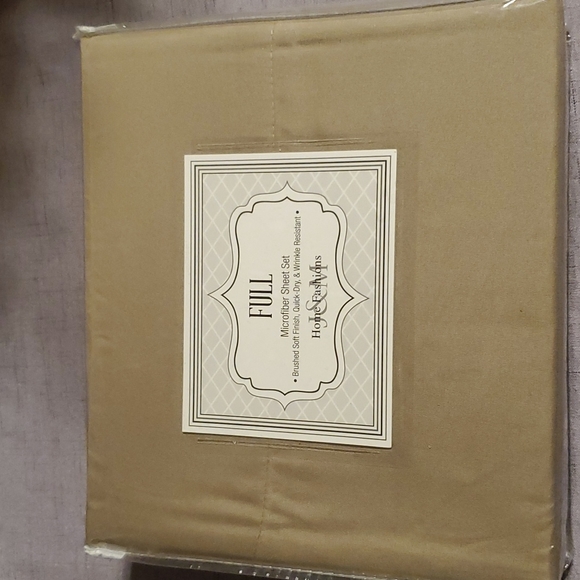 FULL
Microfiber Sheet Set
• Brushed Soft Finish, Quick-Dry, & Wrinkle Resistant •
J&M
Home Fashions